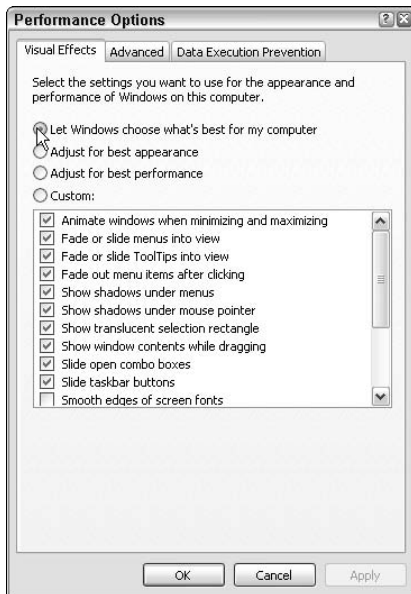 Performance Options
Visual Effects Advanced Data Execution Prevention
Select the settings you want to use for the appearance and
performance of Windows on this computer.
Let Windows choose what's best for my computer
Adjust for best appearance
Adjust for best performance
Custom:
Animate windows when minimizing and maximizing
Fade or slide menus into view
Fade or slide ToolTips into view
Fade out menu items after clicking
Show shadows under menus
Show shadows under mouse pointer
Show translucent selection rectangle
Show window contents while dragging
Slide open combo boxes
Slide taskbar buttons
Smooth edges of screen fonts
OK Cancel Apply